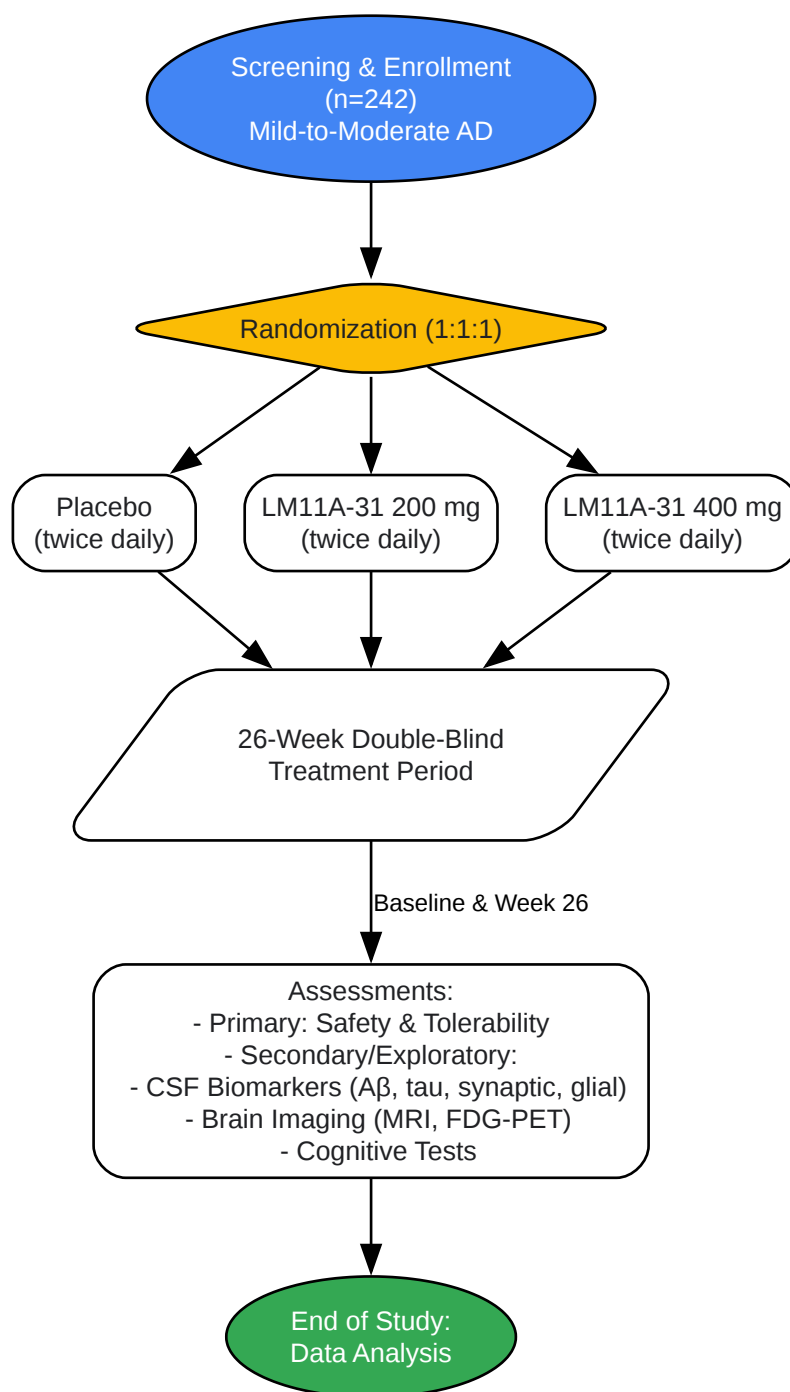 Screening & Enrollment
(n=242)
Mild-to-Moderate AD
Randomization (1:1:1)
Placebo
(twice daily)
LM11A-31 200 mg
(twice daily)
LM11A-31 400 mg
(twice daily)
26-Week Double-Blind
Treatment Period
Baseline & Week 26
Assessments:
- Primary: Safety & Tolerability
- Secondary/Exploratory:
- CSF Biomarkers (Aβ, tau, synaptic, glial)
- Brain Imaging (MRI, FDG-PET)
- Cognitive Tests
End of Study:
Data Analysis